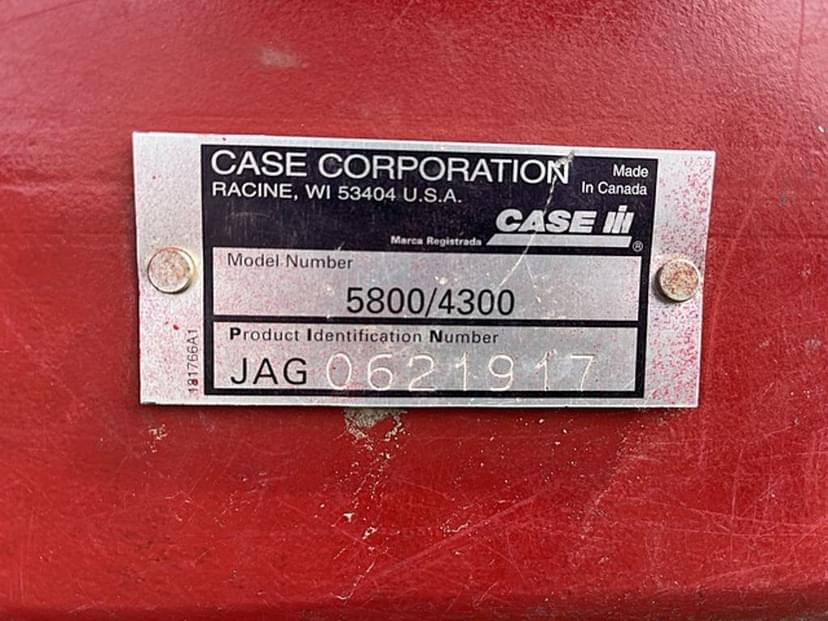 CASE CORPORATION
RACINE, WI 53404 U.S.A.
Made
In Canada
CASE IH
Marca Registrada
®
Model Number
5800/4300
Product Identification Number
JAG 0621917
181766A1